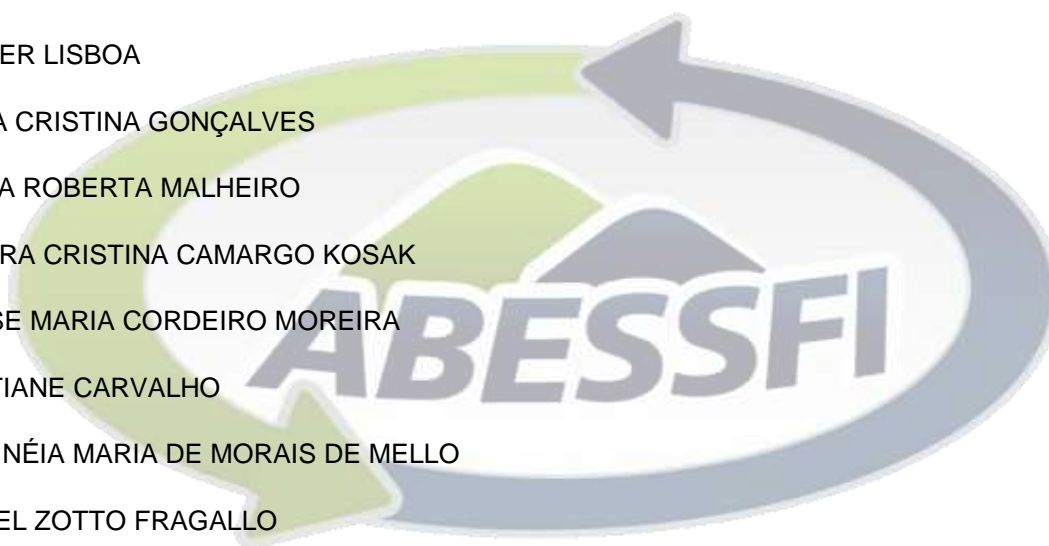 ER LISBOA
A CRISTINA GONÇALVES
A ROBERTA MALHEIRO
RA CRISTINA CAMARGO KOSAK
SE MARIA CORDEIRO MOREIRA
ABESSFI
TIANE CARVALHO
NÉIA MARIA DE MORAIS DE MELLO
EL ZOTTO FRAGALLO